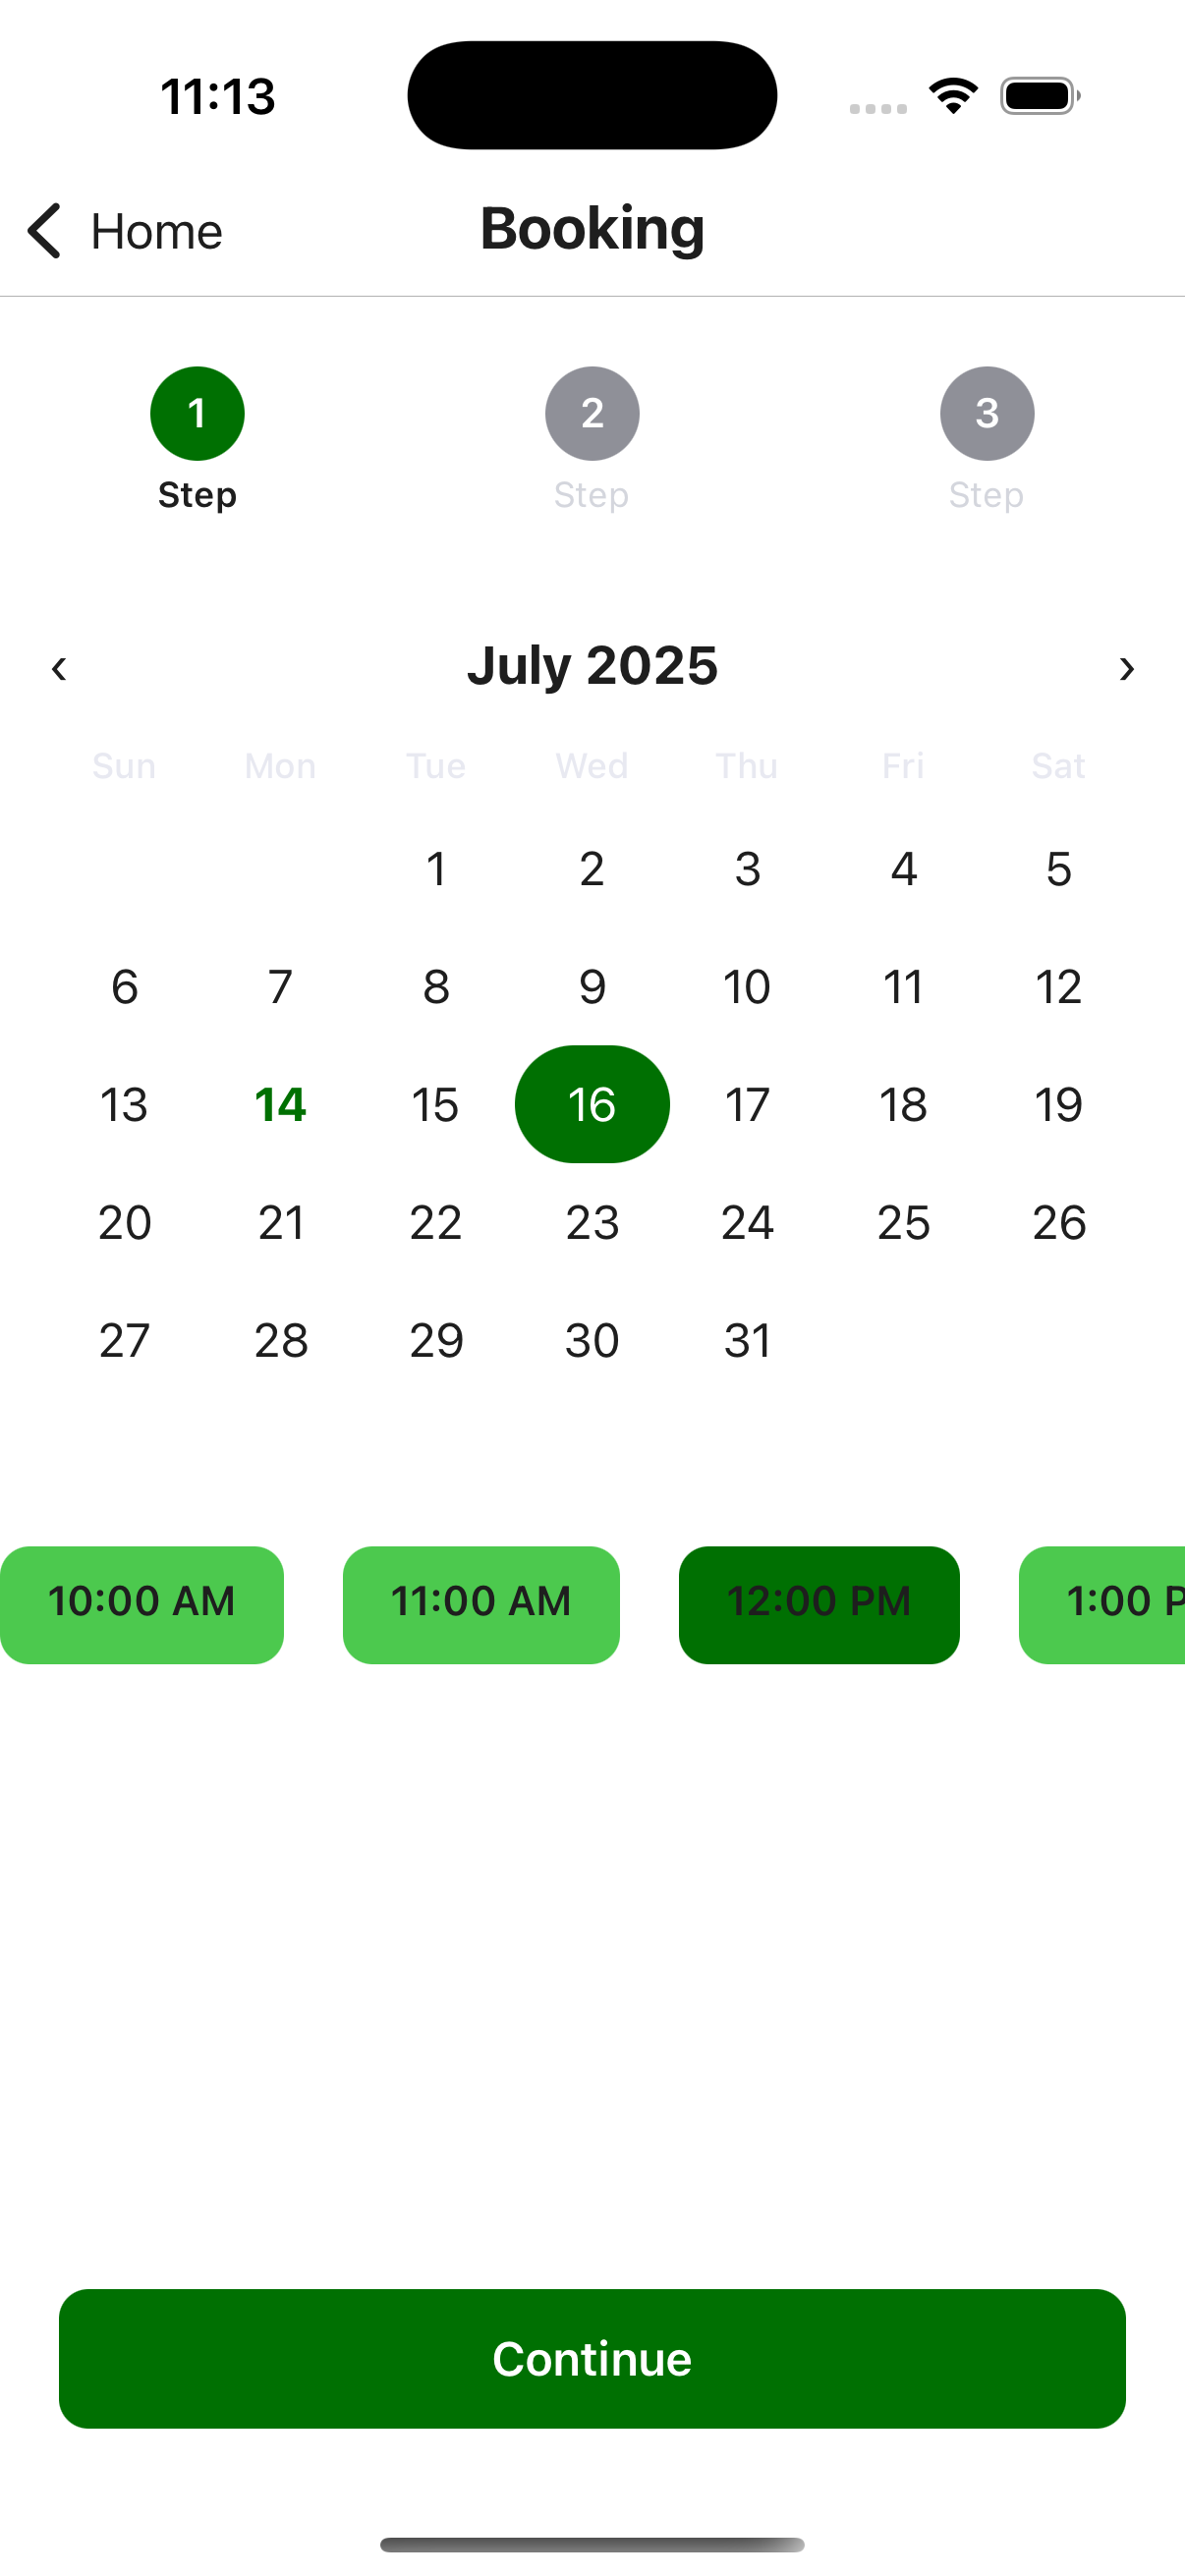 11:13
Home Booking
1 2 3
Step Step Step
‹ July 2025 ›
Sun Mon Tue Wed Thu Fri Sat
1 2 3 4 5
6 7 8 9 10 11 12
13 14 15 16 17 18 19
20 21 22 23 24 25 26
27 28 29 30 31
10:00 AM 11:00 AM 12:00 PM 1:00 P
Continue